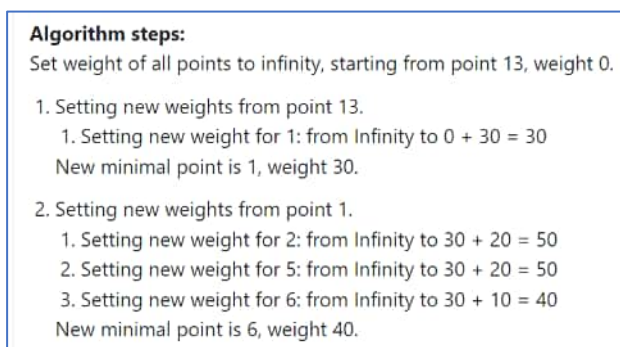 Algorithm steps:
Set weight of all points to infinity, starting from point 13, weight 0.
1. Setting new weights from point 13.
1. Setting new weight for 1: from Infinity to 0 + 30 = 30
New minimal point is 1, weight 30.
2. Setting new weights from point 1.
1. Setting new weight for 2: from Infinity to 30 + 20 = 50
2. Setting new weight for 5: from Infinity to 30 + 20 = 50
3. Setting new weight for 6: from Infinity to 30 + 10 = 40
New minimal point is 6, weight 40.